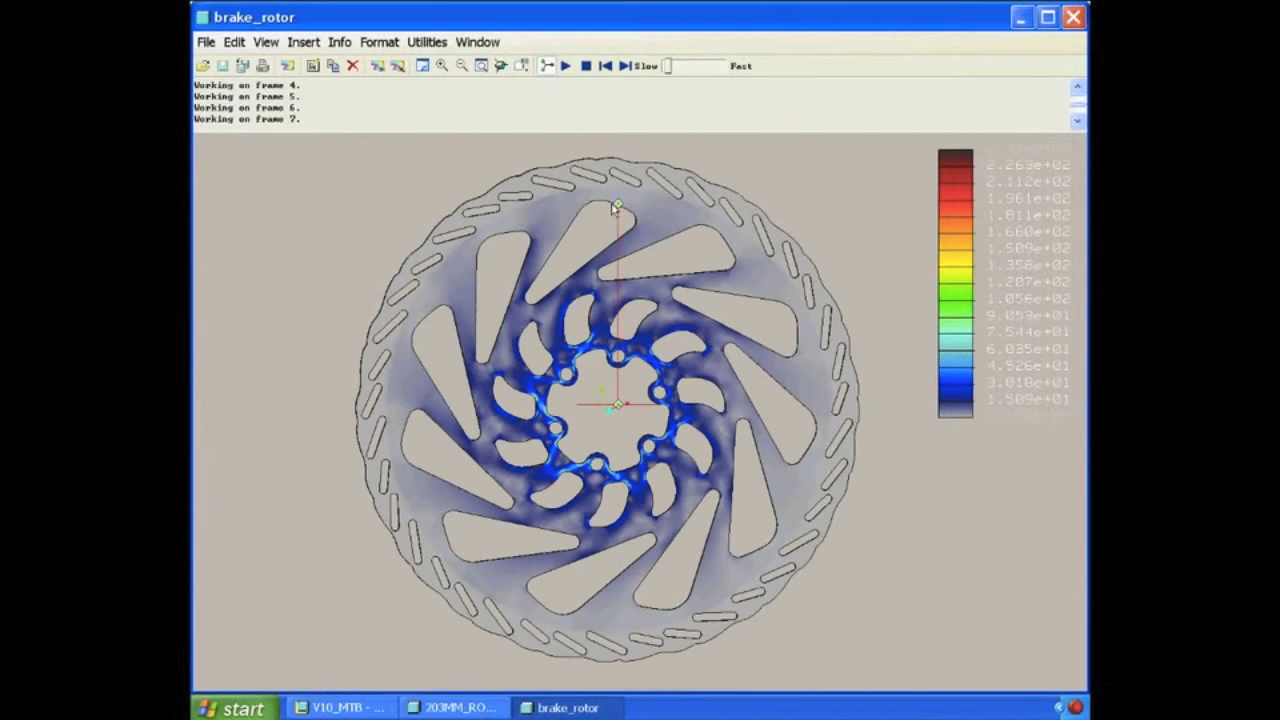 brake_rotor
File Edit View Insert Info Format Utilities Window
Slow Fast
Working on frame 4.
Working on frame 5.
Working on frame 6.
Working on frame 7.
2.263e+02
2.112e+02
1.961e+02
1.811e+02
1.660e+02
1.509e+02
1.358e+02
1.207e+02
1.056e+02
9.053e+01
7.544e+01
6.035e+01
4.526e+01
3.018e+01
1.509e+01
start V10_MTB - ... 203MM_RO... brake_rotor